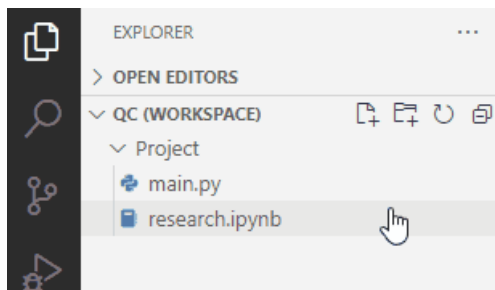 EXPLORER
OPEN EDITORS
QC (WORKSPACE)
Project
main.py
research.ipynb